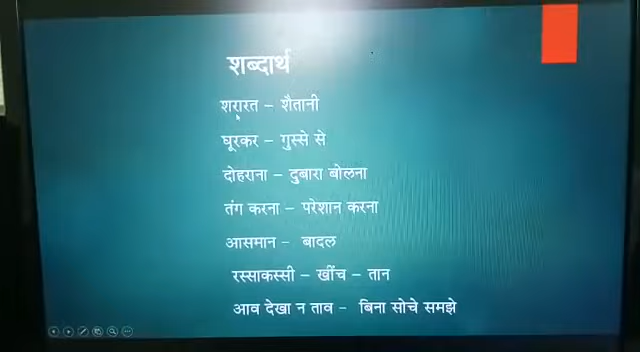 शब्दार्थ
शरारत – शैतानी
घूरकर – गुस्से से
दोहराना – दुबारा बोलना
तंग करना – परेशान करना
आसमान - बादल
रस्साकस्सी – खींच – तान
आव देखा न ताव - बिना सोचे समझे